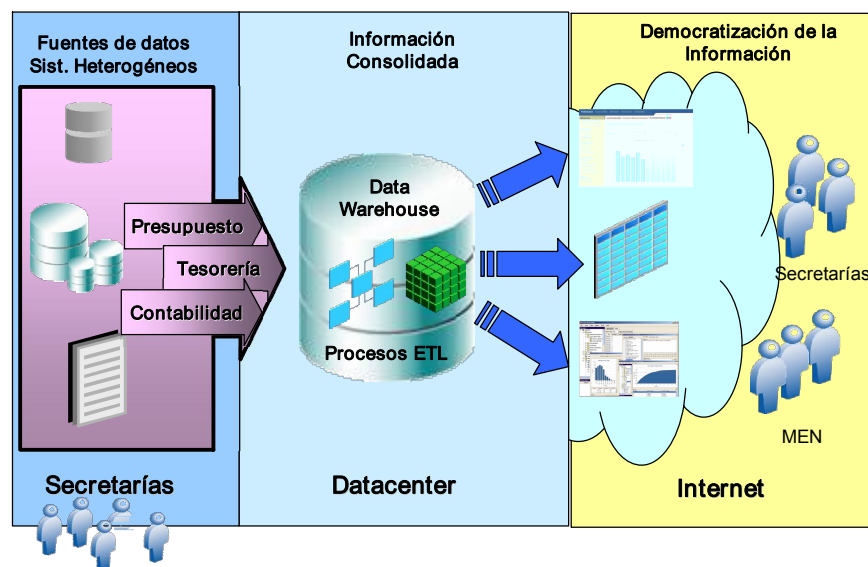 Fuentes de datos
Sist. Heterogéneos
Presupuesto
Tesorería
Contabilidad
Secretarías
Información
Consolidada
Data
Warehouse
Procesos ETL
Datacenter
Democratización de la
Información
Secretarías
MEN
Internet